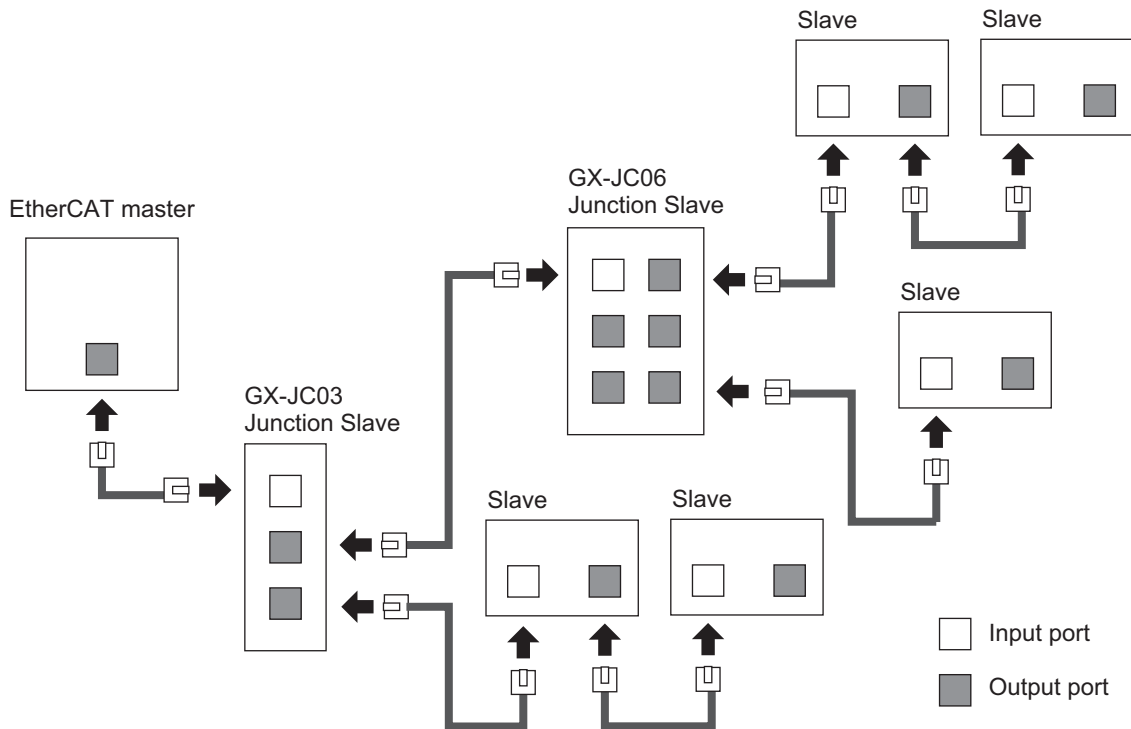 Slave
Slave
GX-JC06
Junction Slave
EtherCAT master
Slave
GX-JC03
Junction Slave
Slave
Slave
Input port
Output port